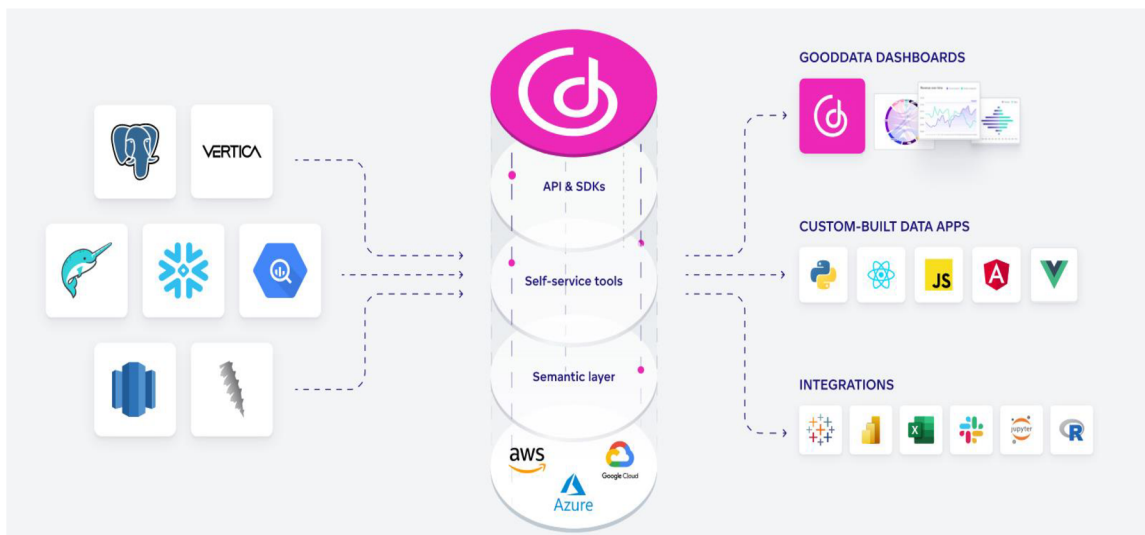 VERTICA
API & SDKs
Self-service tools
Semantic layer
aws
Google Cloud
Azure
GOODDATA DASHBOARDS
CUSTOM-BUILT DATA APPS
JS
A
INTEGRATIONS
X
jupyter
R